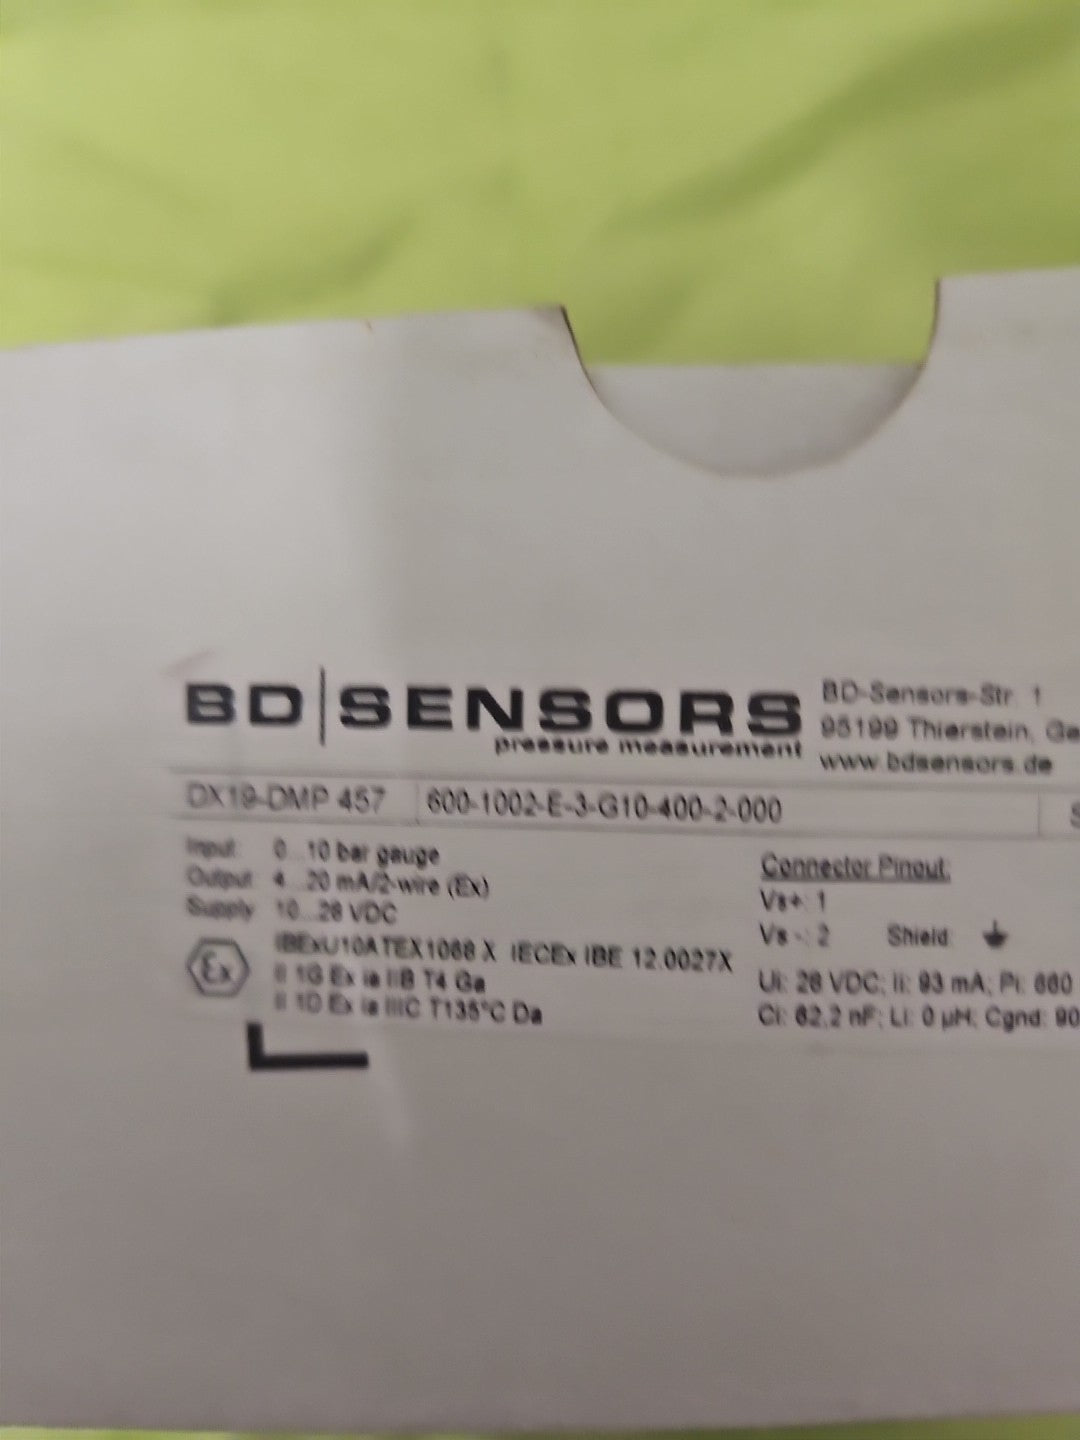 BD|SENSORS
pressure measurement
BD-Sensors-Str. 1
95199 Thierstein, Ge
www.bdsensors.de
DX19-DMP 457 600-1002-E-3-G10-400-2-000 S
Input: 0...10 bar gauge
Output: 4...20 mA/2-wire (Ex)
Supply: 10...28 VDC
IBExU10ATEX1068 X IECEx IBE 12.0027X
Ex II 1G Ex ia IIB T4 Ga
II 1D Ex ia IIIC T135°C Da
Connector Pinout:
Vs+: 1
Vs -: 2 Shield:
Ui: 28 VDC; Ii: 93 mA; Pi: 660
Ci: 62,2 nF; Li: 0 µH; Cgnd: 90